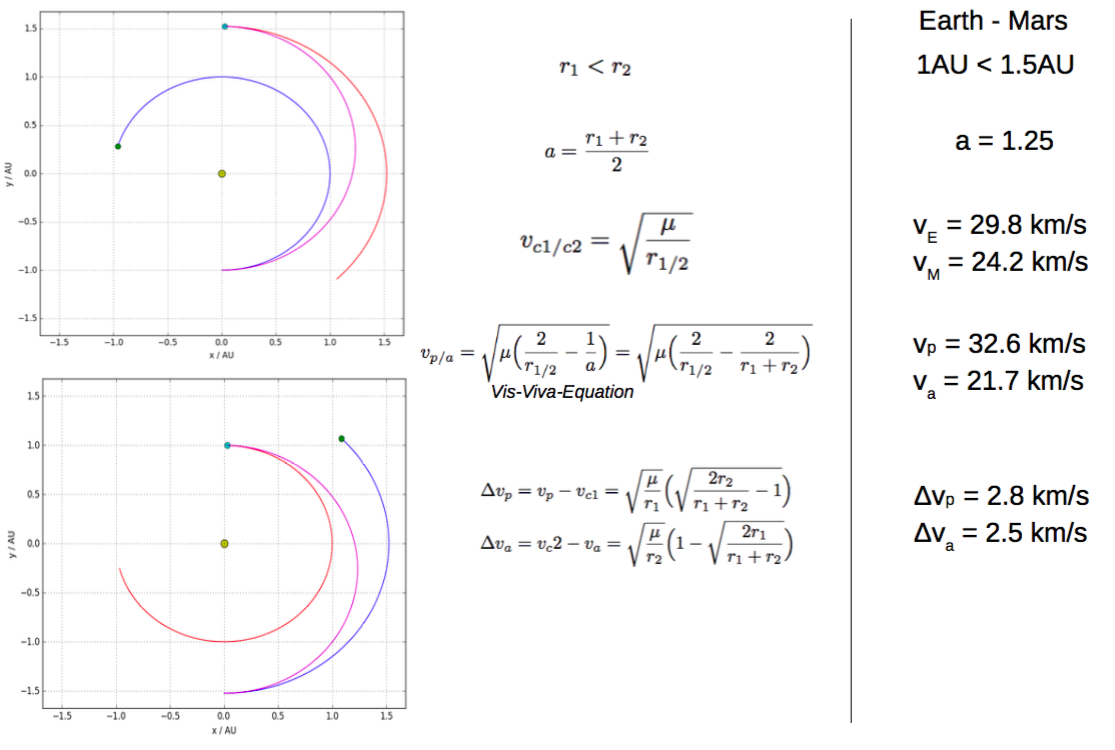 1.5
1.0
0.5
0.0
−0.5
−1.0
−1.5
−1.5 −1.0 −0.5 0.0 0.5 1.0 1.5
x / AU
y / AU
1.5
1.0
0.5
0.0
−0.5
−1.0
−1.5
−1.5 −1.0 −0.5 0.0 0.5 1.0 1.5
x / AU
y / AU
r₁ < r₂
a = (r₁ + r₂)/2
v_{c1/c2} = √(μ/r_{1/2})
v_{p/a} = √(μ(2/r_{1/2} − 1/a)) = √(μ(2/r_{1/2} − 2/(r₁ + r₂)))
Vis-Viva-Equation
Δv_p = v_p − v_{c1} = √(μ/r₁)(√(2r₂/(r₁ + r₂) − 1))
Δv_a = v_c2 − v_a = √(μ/r₂)(1 − √(2r₁/(r₁ + r₂)))
Earth - Mars
1AU < 1.5AU
a = 1.25
v_E = 29.8 km/s
v_M = 24.2 km/s
v_p = 32.6 km/s
v_a = 21.7 km/s
Δv_p = 2.8 km/s
Δv_a = 2.5 km/s